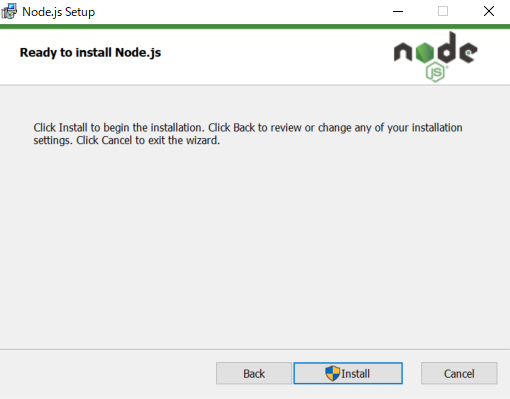 Node.js Setup
Ready to install Node.js
node
JS
Click Install to begin the installation. Click Back to review or change any of your installation
settings. Click Cancel to exit the wizard.
Back
Install
Cancel